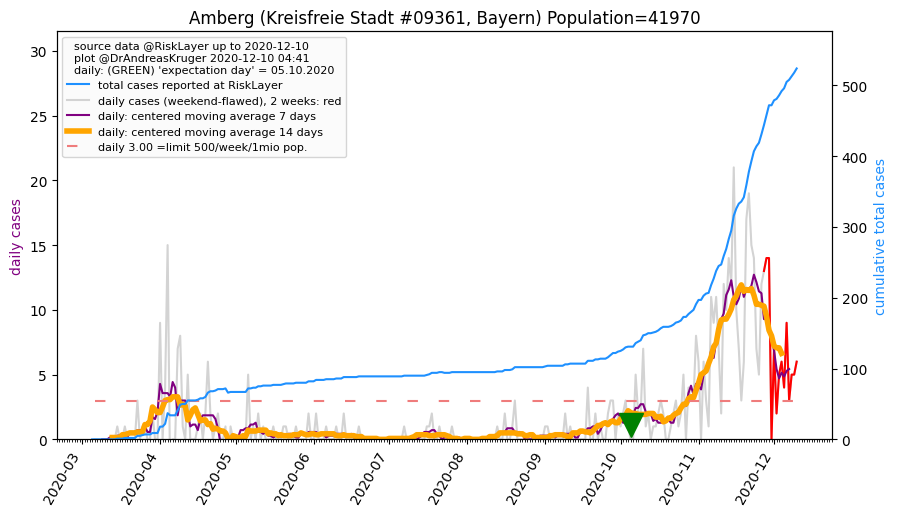 Amberg (Kreisfreie Stadt #09361, Bayern) Population=41970
source data @RiskLayer up to 2020-12-10
plot @DrAndreasKruger 2020-12-10 04:41
daily: (GREEN) 'expectation day' = 05.10.2020
total cases reported at RiskLayer
daily cases (weekend-flawed), 2 weeks: red
daily: centered moving average 7 days
daily: centered moving average 14 days
daily 3.00 =limit 500/week/1mio pop.
daily cases
30
25
20
15
10
5
0
cumulative total cases
500
400
300
200
100
0
2020-03
2020-04
2020-05
2020-06
2020-07
2020-08
2020-09
2020-10
2020-11
2020-12